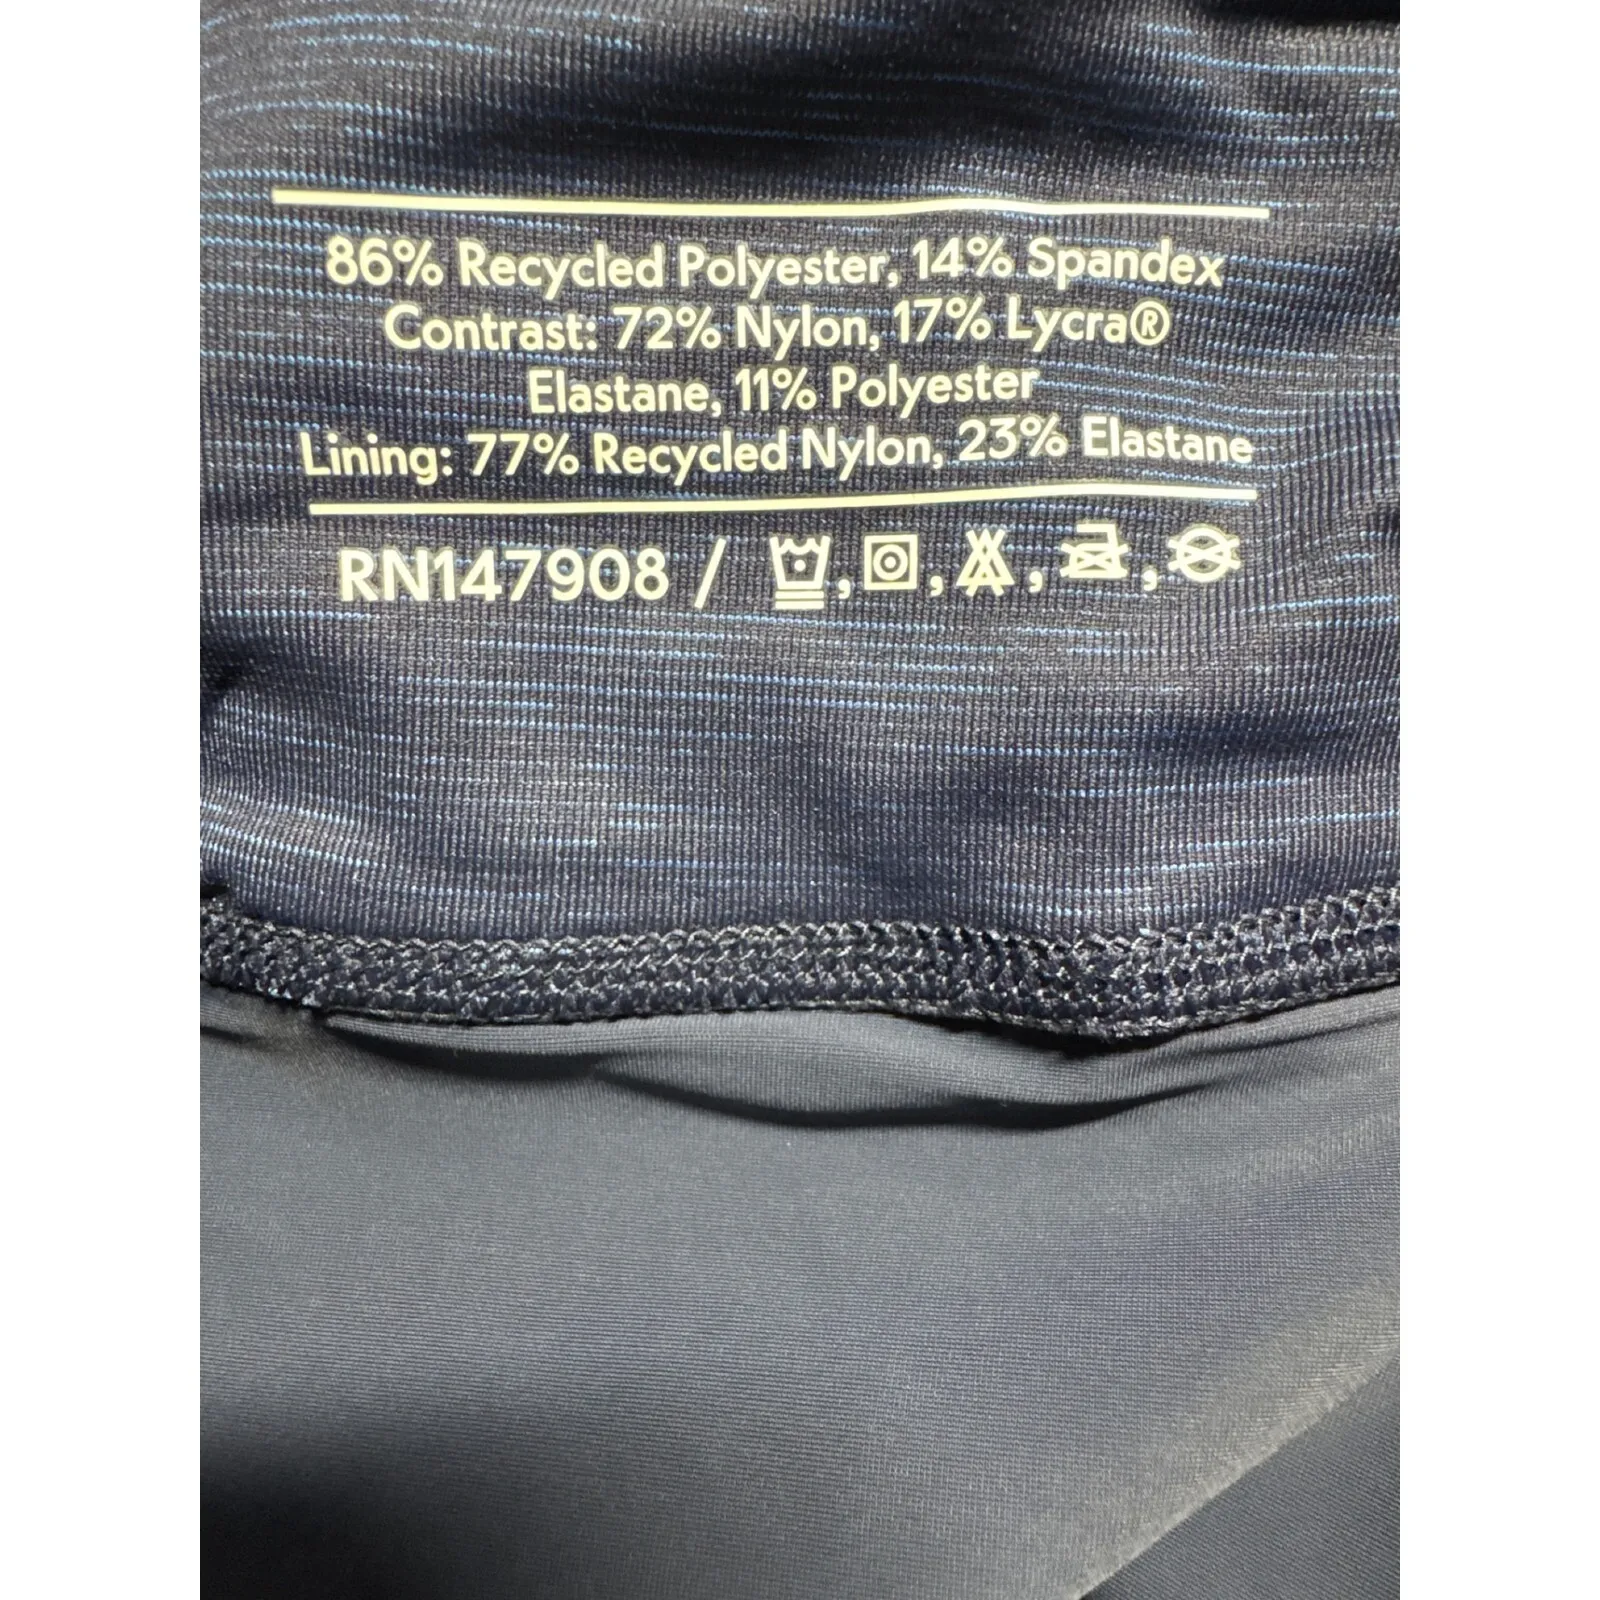 86% Recycled Polyester, 14% Spandex
Contrast: 72% Nylon, 17% Lycra®
Elastane, 11% Polyester
Lining: 77% Recycled Nylon, 23% Elastane
RN147908 / , , , ,